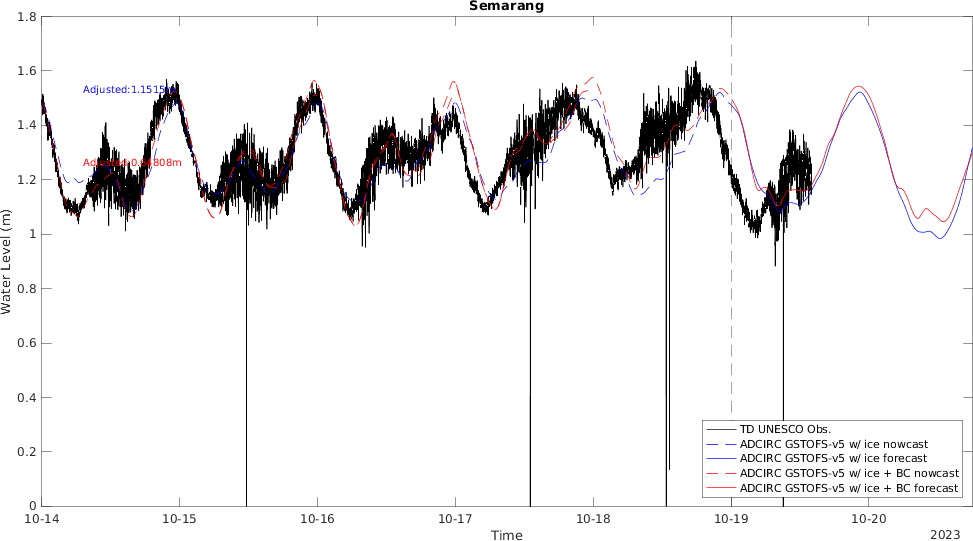 Semarang
1.8
1.6
1.4
1.2
1
0.8
0.6
0.4
0.2
0
Water Level (m)
Adjusted:1.1515m
10-14
10-15
10-16
10-17
10-18
10-19
10-20
Time
2023
TD UNESCO Obs.
ADCIRC GSTOFS-v5 w/ ice nowcast
ADCIRC GSTOFS-v5 w/ ice forecast
ADCIRC GSTOFS-v5 w/ ice + BC nowcast
ADCIRC GSTOFS-v5 w/ ice + BC forecast